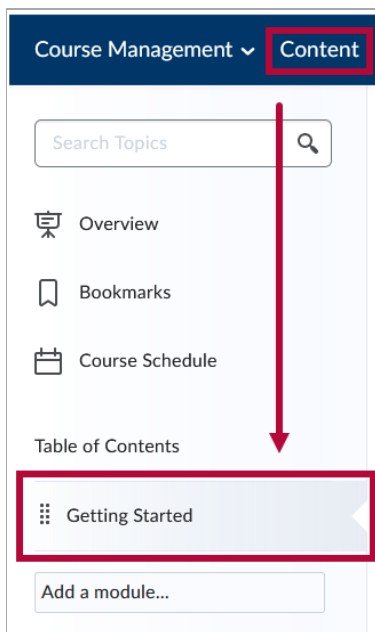 Course Management Content
Search Topics
Overview
Bookmarks
Course Schedule
Table of Contents
Getting Started
Add a module...